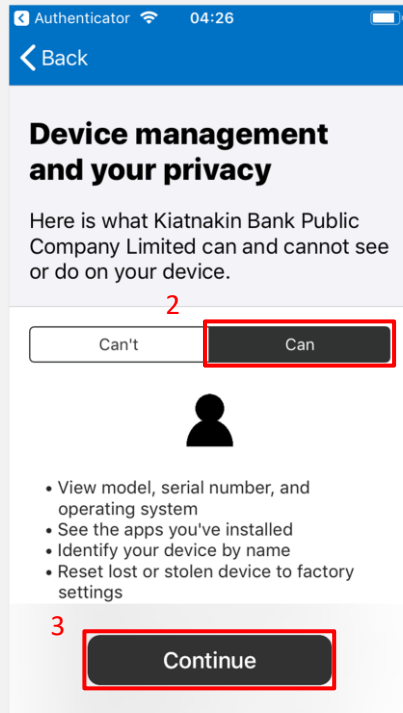 Authenticator 04:26
Back
Device management
and your privacy
Here is what Kiatnakin Bank Public
Company Limited can and cannot see
or do on your device.
2
Can't Can
• View model, serial number, and
operating system
• See the apps you've installed
• Identify your device by name
• Reset lost or stolen device to factory
settings
3
Continue